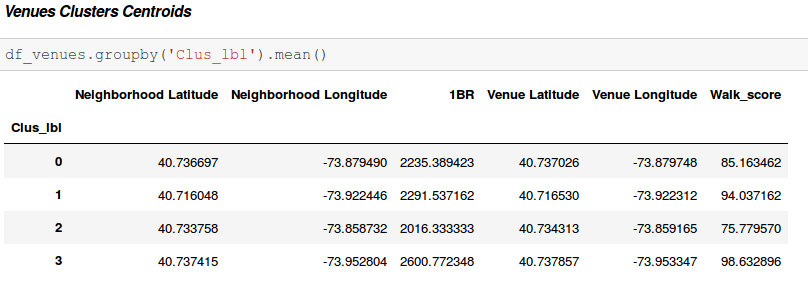 Venues Clusters Centroids
df_venues.groupby('Clus_lbl').mean()
Neighborhood Latitude Neighborhood Longitude 1BR Venue Latitude Venue Longitude Walk_score
Clus_lbl
0 40.736697 -73.879490 2235.389423 40.737026 -73.879748 85.163462
1 40.716048 -73.922446 2291.537162 40.716530 -73.922312 94.037162
2 40.733758 -73.858732 2016.333333 40.734313 -73.859165 75.779570
3 40.737415 -73.952804 2600.772348 40.737857 -73.953347 98.632896